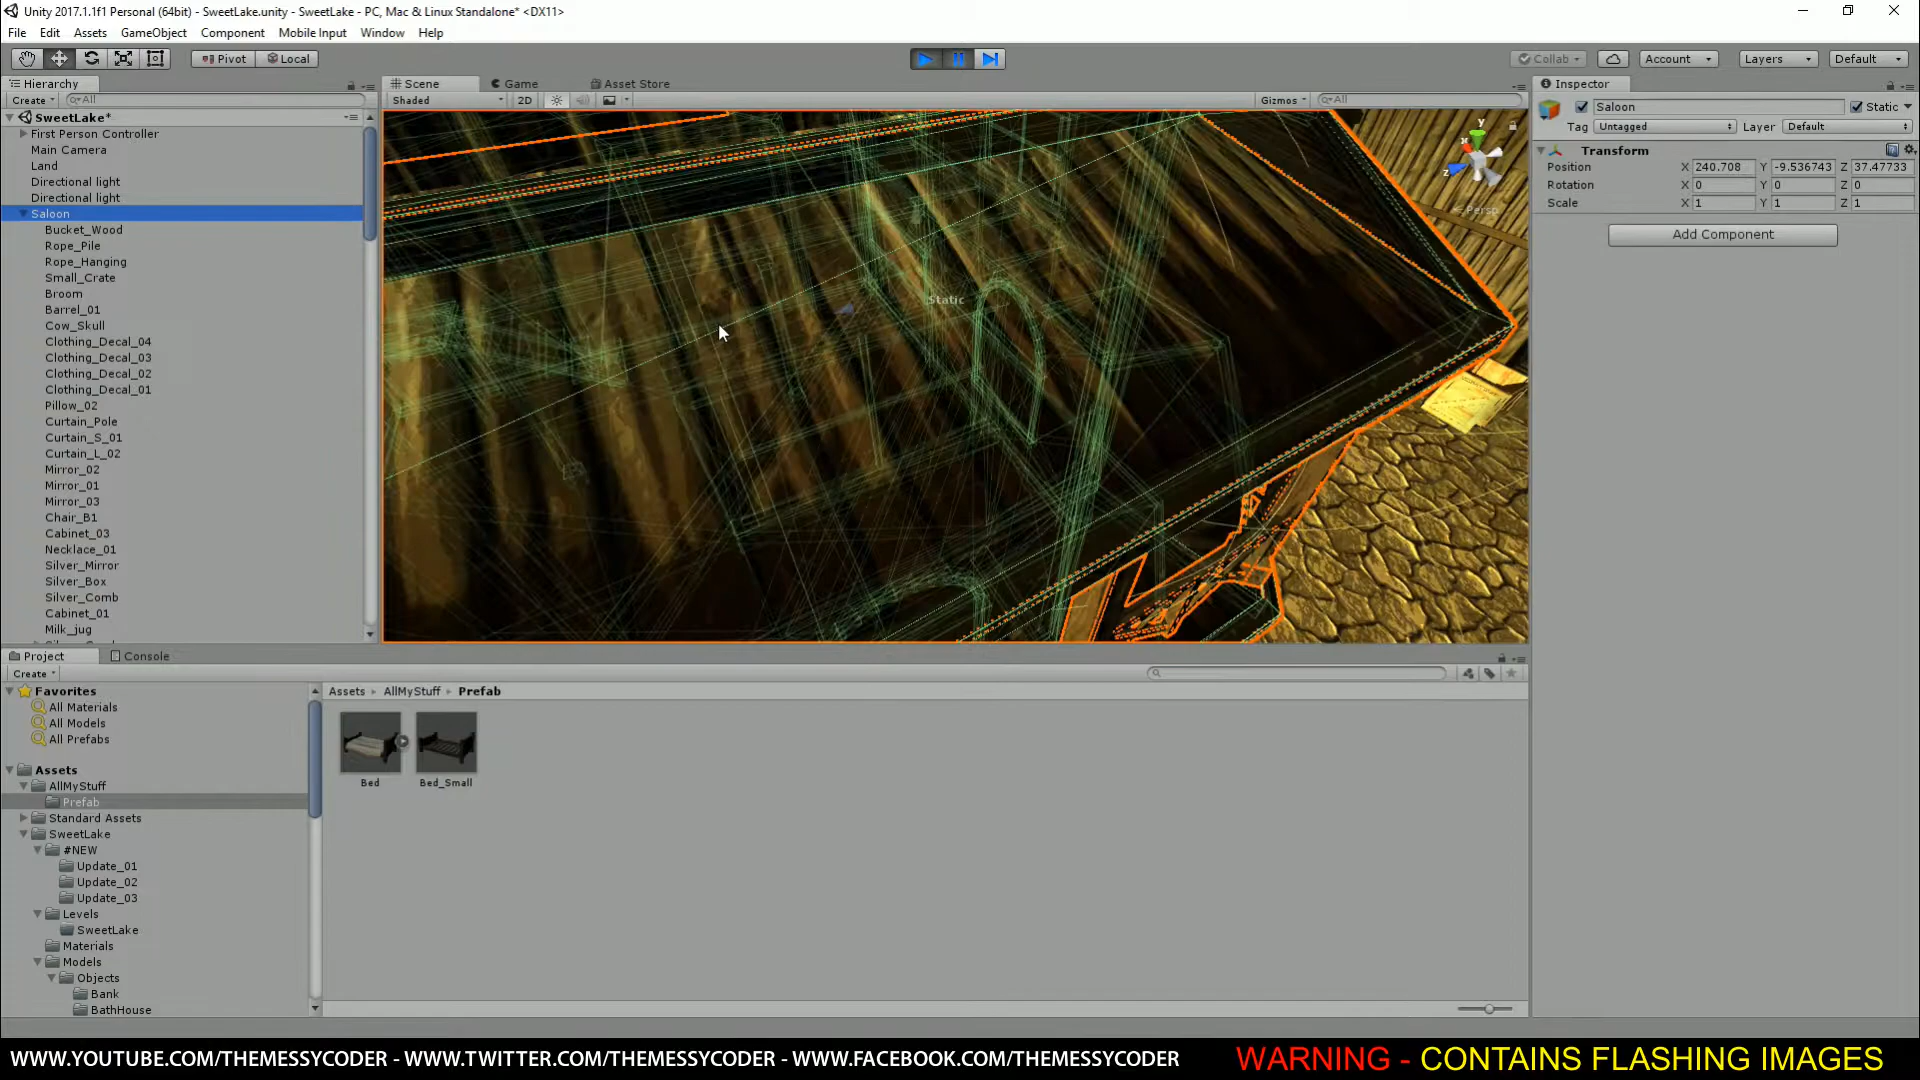 Unity 2017.1.1f1 Personal (64bit) - SweetLake.unity - SweetLake - PC, Mac & Linux Standalone* <DX11>
File Edit Assets GameObject Component Mobile Input Window Help
Pivot Local Collab Account Layers Default
Hierarchy
Create All
SweetLake*
First Person Controller
Main Camera
Land
Directional light
Directional light
Saloon
Bucket_Wood
Rope_Pile
Rope_Hanging
Small_Crate
Broom
Barrel_01
Cow_Skull
Clothing_Decal_04
Clothing_Decal_03
Clothing_Decal_02
Clothing_Decal_01
Pillow_02
Curtain_Pole
Curtain_S_01
Curtain_L_02
Mirror_02
Mirror_01
Mirror_03
Chair_B1
Cabinet_03
Necklace_01
Silver_Mirror
Silver_Box
Silver_Comb
Cabinet_01
Milk_jug
Scene Game Asset Store
Shaded 2D Gizmos All
y
x
z
Persp
Static
Inspector
Saloon Static
Tag Untagged Layer Default
Transform
Position X 240.708 Y -9.536743 Z 37.47733
Rotation X 0 Y 0 Z 0
Scale X 1 Y 1 Z 1
Add Component
Project Console
Create
Favorites
All Materials
All Models
All Prefabs
Assets
AllMyStuff
Prefab
Standard Assets
SweetLake
#NEW
Update_01
Update_02
Update_03
Levels
SweetLake
Materials
Models
Objects
Bank
BathHouse
Assets AllMyStuff Prefab
Bed Bed_Small
WWW.YOUTUBE.COM/THEMESSYCODER - WWW.TWITTER.COM/THEMESSYCODER - WWW.FACEBOOK.COM/THEMESSYCODER
WARNING - CONTAINS FLASHING IMAGES